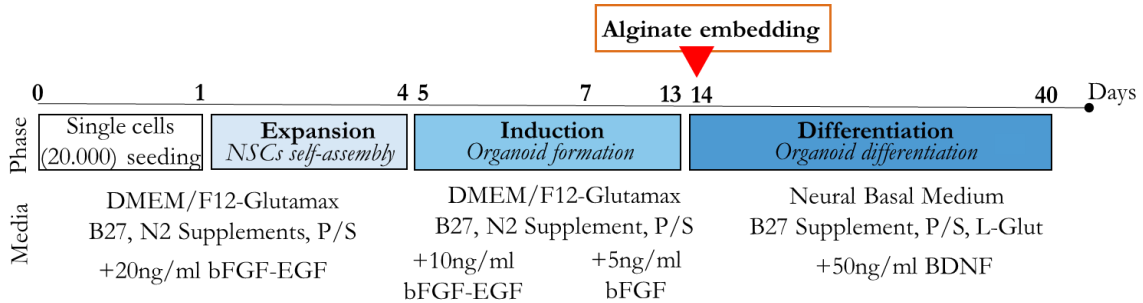 Alginate embedding
0 1 4 5 7 13 14 40 Days
Phase
Single cells
(20.000) seeding
Expansion
NSCs self-assembly
Induction
Organoid formation
Differentiation
Organoid differentiation
Media
DMEM/F12-Glutamax
B27, N2 Supplements, P/S
+20ng/ml bFGF-EGF
DMEM/F12-Glutamax
B27, N2 Supplement, P/S
+10ng/ml
bFGF-EGF
+5ng/ml
bFGF
Neural Basal Medium
B27 Supplement, P/S, L-Glut
+50ng/ml BDNF